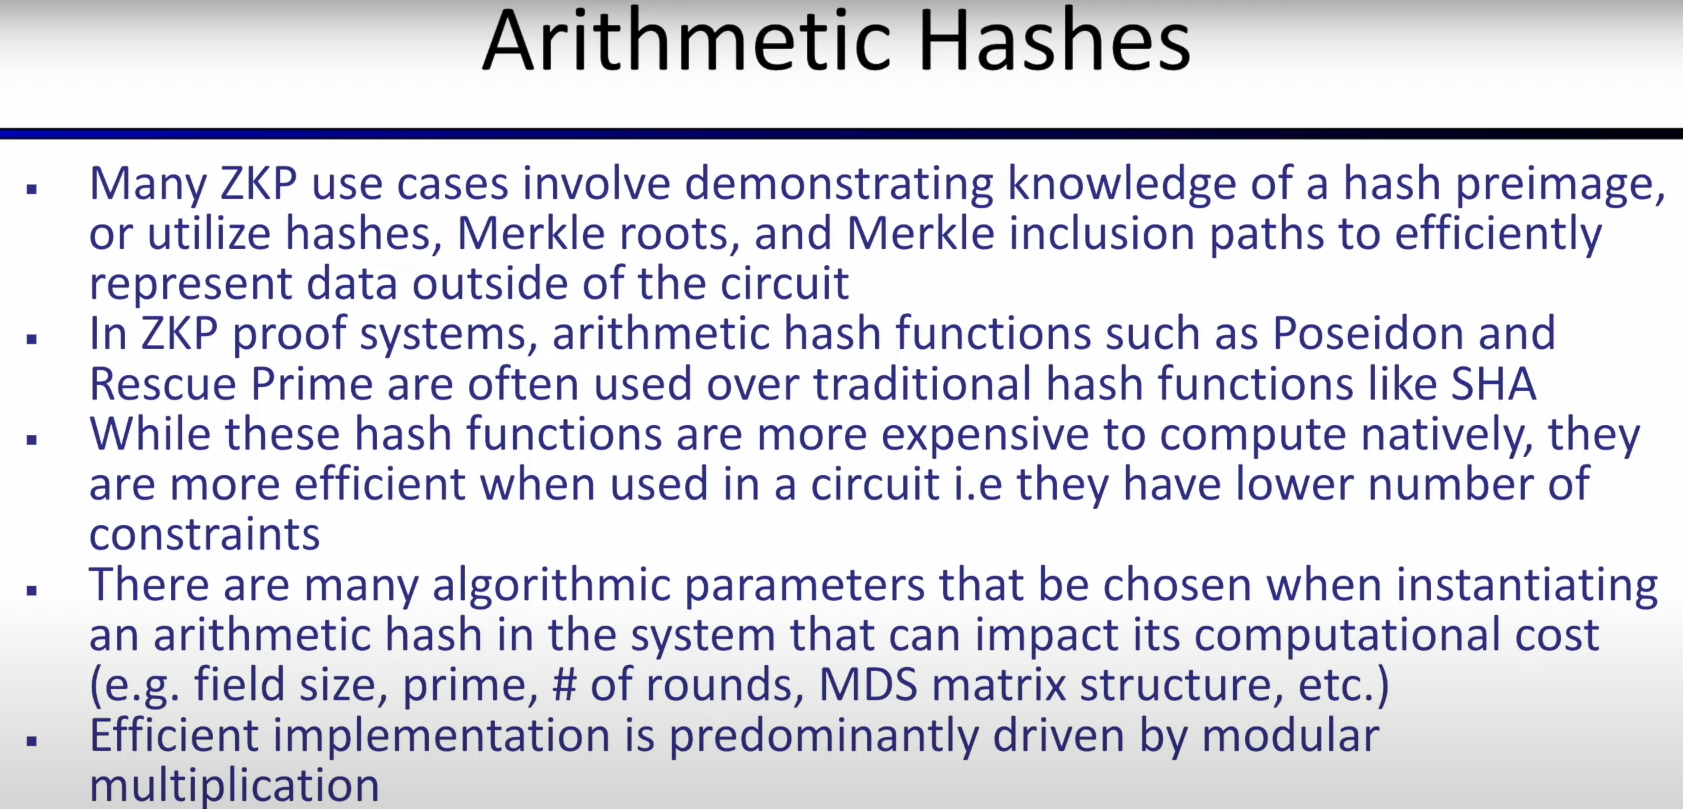 Arithmetic Hashes
▪ Many ZKP use cases involve demonstrating knowledge of a hash preimage,
or utilize hashes, Merkle roots, and Merkle inclusion paths to efficiently
represent data outside of the circuit
▪ In ZKP proof systems, arithmetic hash functions such as Poseidon and
Rescue Prime are often used over traditional hash functions like SHA
▪ While these hash functions are more expensive to compute natively, they
are more efficient when used in a circuit i.e they have lower number of
constraints
▪ There are many algorithmic parameters that be chosen when instantiating
an arithmetic hash in the system that can impact its computational cost
(e.g. field size, prime, # of rounds, MDS matrix structure, etc.)
▪ Efficient implementation is predominantly driven by modular
multiplication